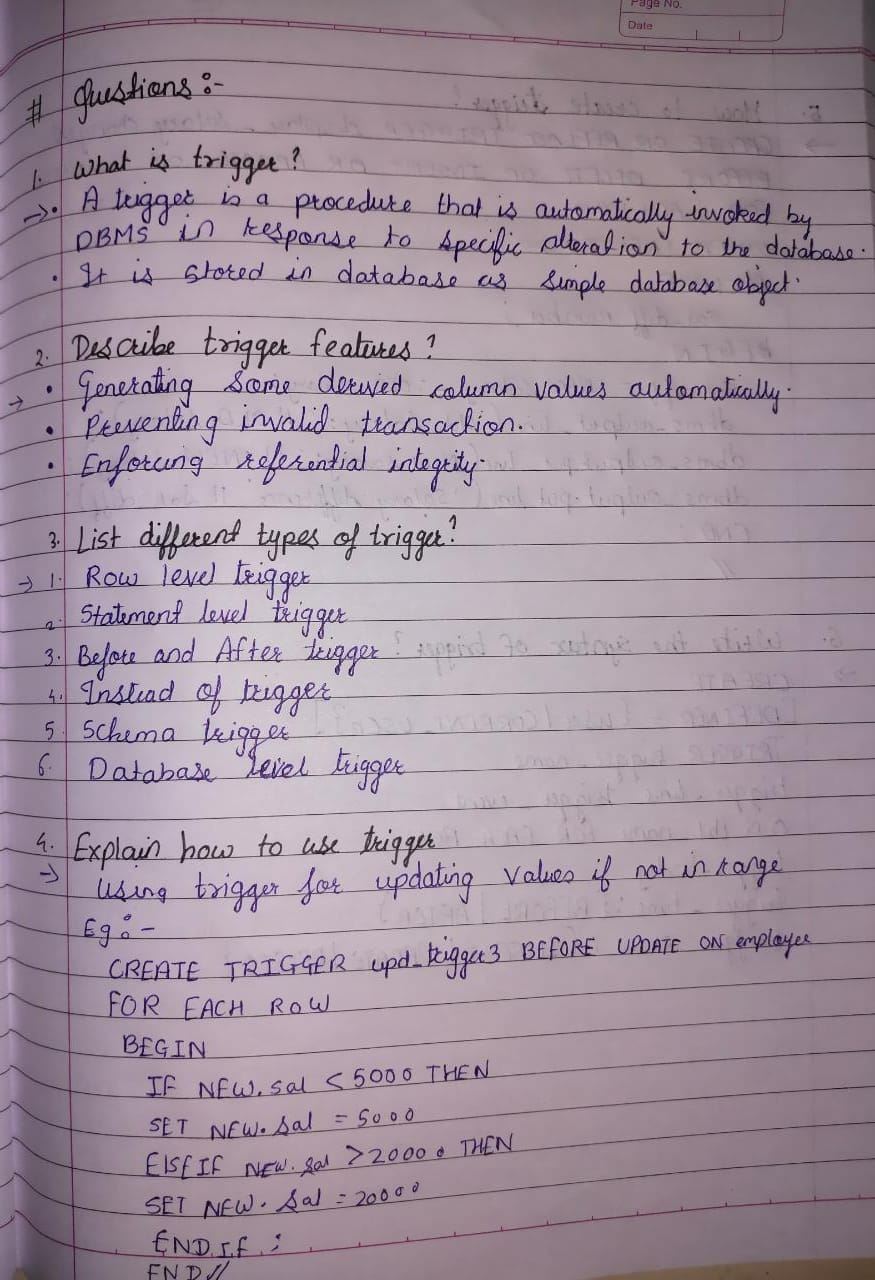 Page No.
Date
# Questions :-
1. What is trigger?
→ • A trigger is a procedure that is automatically invoked by
DBMS in response to specific alteration to the database.
• It is stored in database as simple database object.
2. Describe trigger features?
→ • Generating some derived column values automatically.
• Preventing invalid transaction.
• Enforcing referential integrity.
3. List different types of trigger?
→ 1. Row level trigger
2. Statement level trigger
3. Before and After trigger
4. Instead of trigger
5. Schema trigger
6. Database level trigger
4. Explain how to use trigger
→ Using trigger for updating values if not in range
Eg :-
CREATE TRIGGER upd_trigger3 BEFORE UPDATE ON employee
FOR EACH ROW
BEGIN
IF NEW.sal < 5000 THEN
SET NEW.sal = 5000
ELSEIF NEW.sal > 20000 THEN
SET NEW.sal = 20000
END IF ;
END //